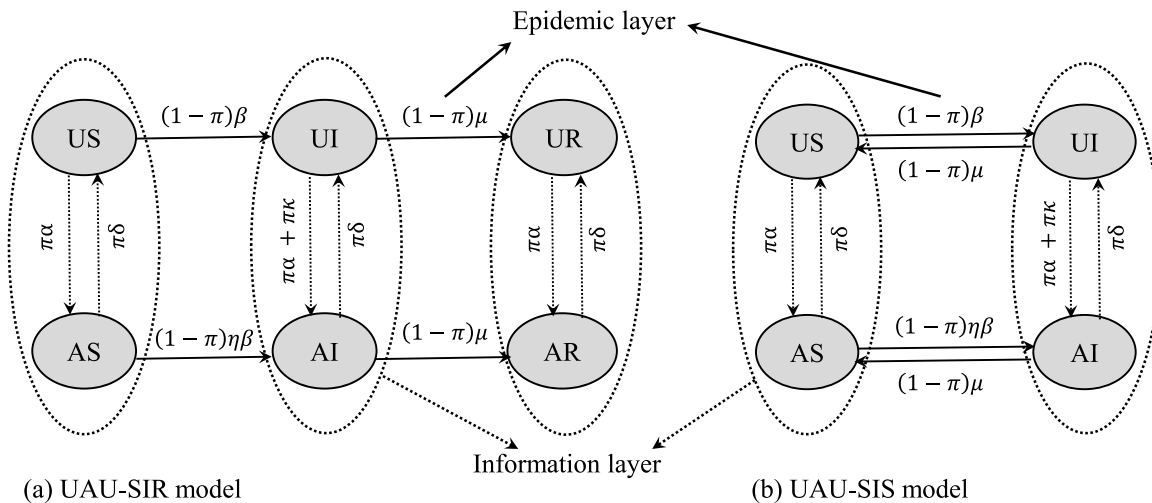 Epidemic layer
US
(1 − π)β
UI
(1 − π)μ
UR
US
(1 − π)β
(1 − π)μ
UI
πα
πδ
πα + πκ
πδ
πα
πδ
πα
πδ
πα + πκ
πδ
AS
(1 − π)ηβ
AI
(1 − π)μ
AR
AS
(1 − π)ηβ
(1 − π)μ
AI
Information layer
(a) UAU-SIR model
(b) UAU-SIS model